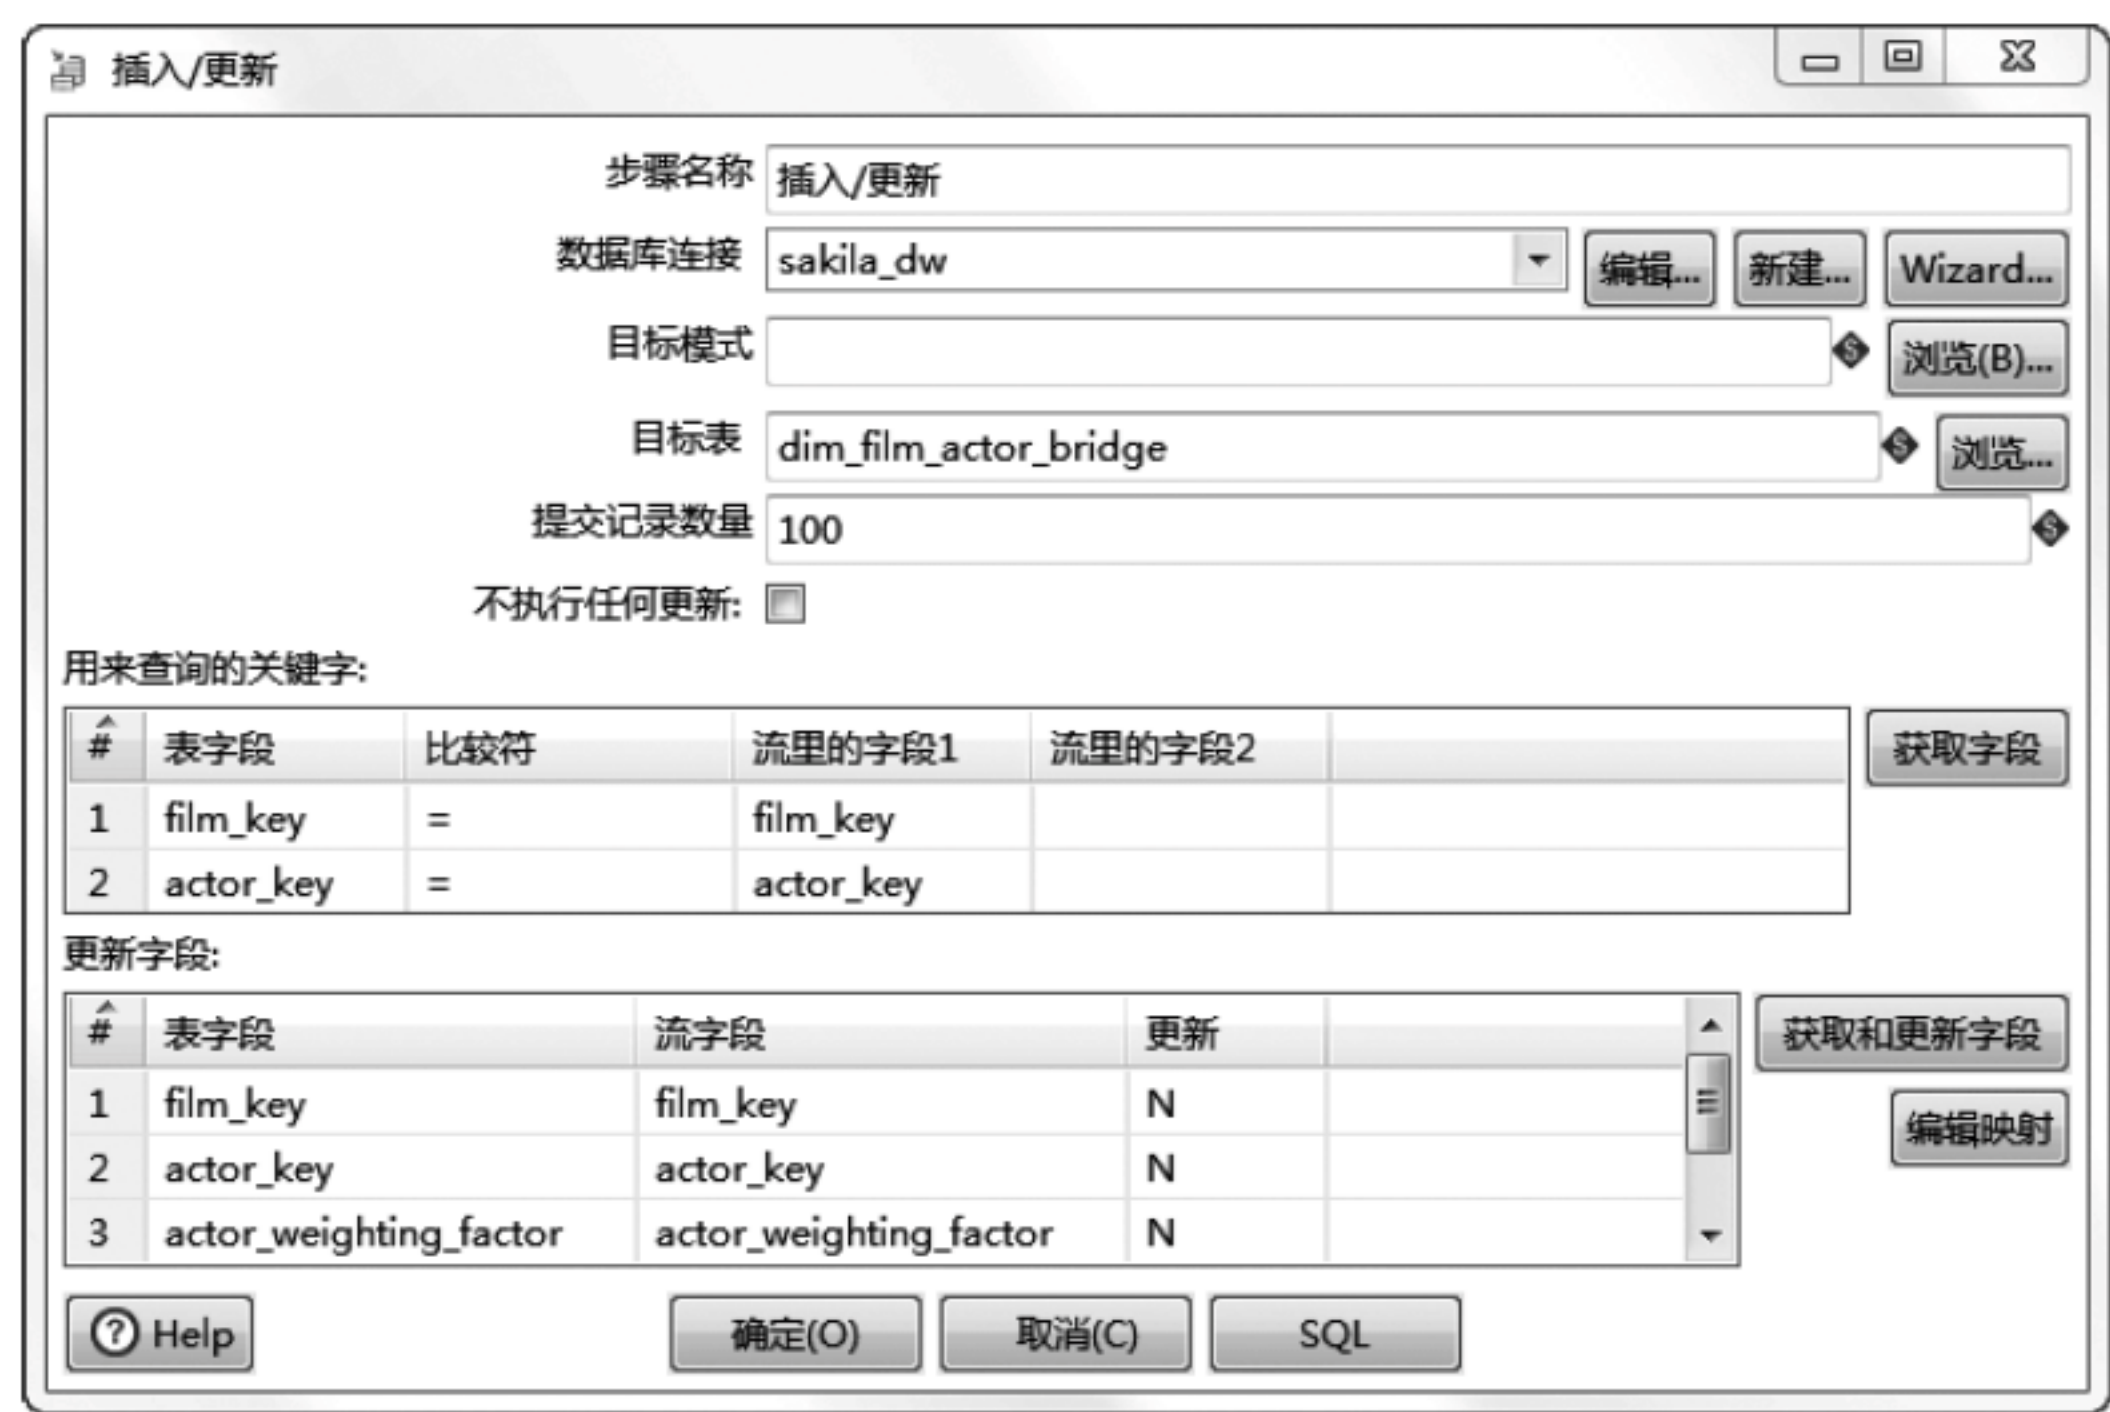 插入/更新
步骤名称 插入/更新
数据库连接 sakila_dw 编辑... 新建... Wizard...
目标模式 浏览(B)...
目标表 dim_film_actor_bridge 浏览...
提交记录数量 100
不执行任何更新:
用来查询的关键字:
# 表字段 比较符 流里的字段1 流里的字段2 获取字段
1 film_key = film_key
2 actor_key = actor_key
更新字段:
# 表字段 流字段 更新 获取和更新字段
1 film_key film_key N
编辑映射
2 actor_key actor_key N
3 actor_weighting_factor actor_weighting_factor N
Help 确定(O) 取消(C) SQL